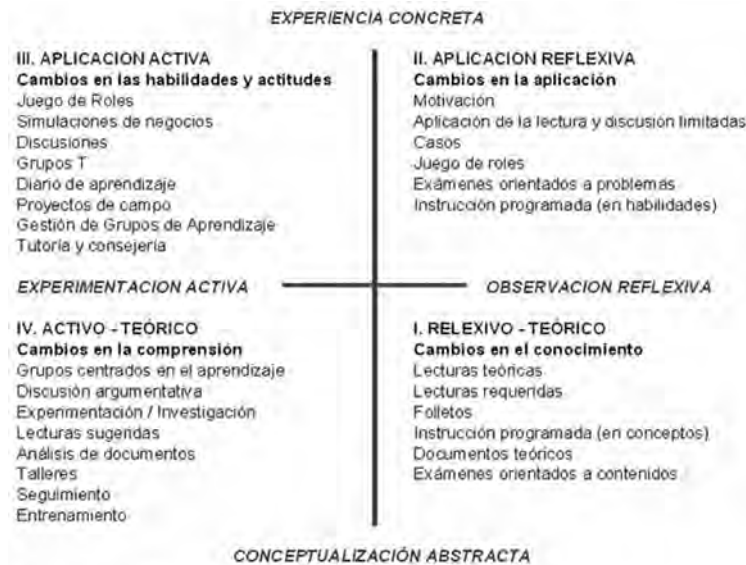 EXPERIENCIA CONCRETA
III. APLICACION ACTIVA
Cambios en las habilidades y actitudes
Juego de Roles
Simulaciones de negocios
Discusiones
Grupos T
Diario de aprendizaje
Proyectos de campo
Gestión de Grupos de Aprendizaje
Tutoría y consejería
II. APLICACION REFLEXIVA
Cambios en la aplicación
Motivación
Aplicación de la lectura y discusión limitadas
Casos
Juego de roles
Exámenes orientados a problemas
Instrucción programada (en habilidades)
EXPERIMENTACION ACTIVA
OBSERVACION REFLEXIVA
IV. ACTIVO - TEÓRICO
Cambios en la comprensión
Grupos centrados en el aprendizaje
Discusión argumentativa
Experimentación / Investigación
Lecturas sugeridas
Análisis de documentos
Talleres
Seguimiento
Entrenamiento
I. RELEXIVO - TEÓRICO
Cambios en el conocimiento
Lecturas teóricas
Lecturas requeridas
Folletos
Instrucción programada (en conceptos)
Documentos teóricos
Exámenes orientados a contenidos
CONCEPTUALIZACIÓN ABSTRACTA